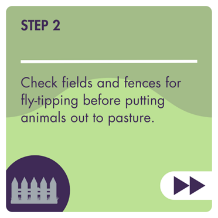 STEP 2
Check fields and fences for
fly-tipping before putting
animals out to pasture.